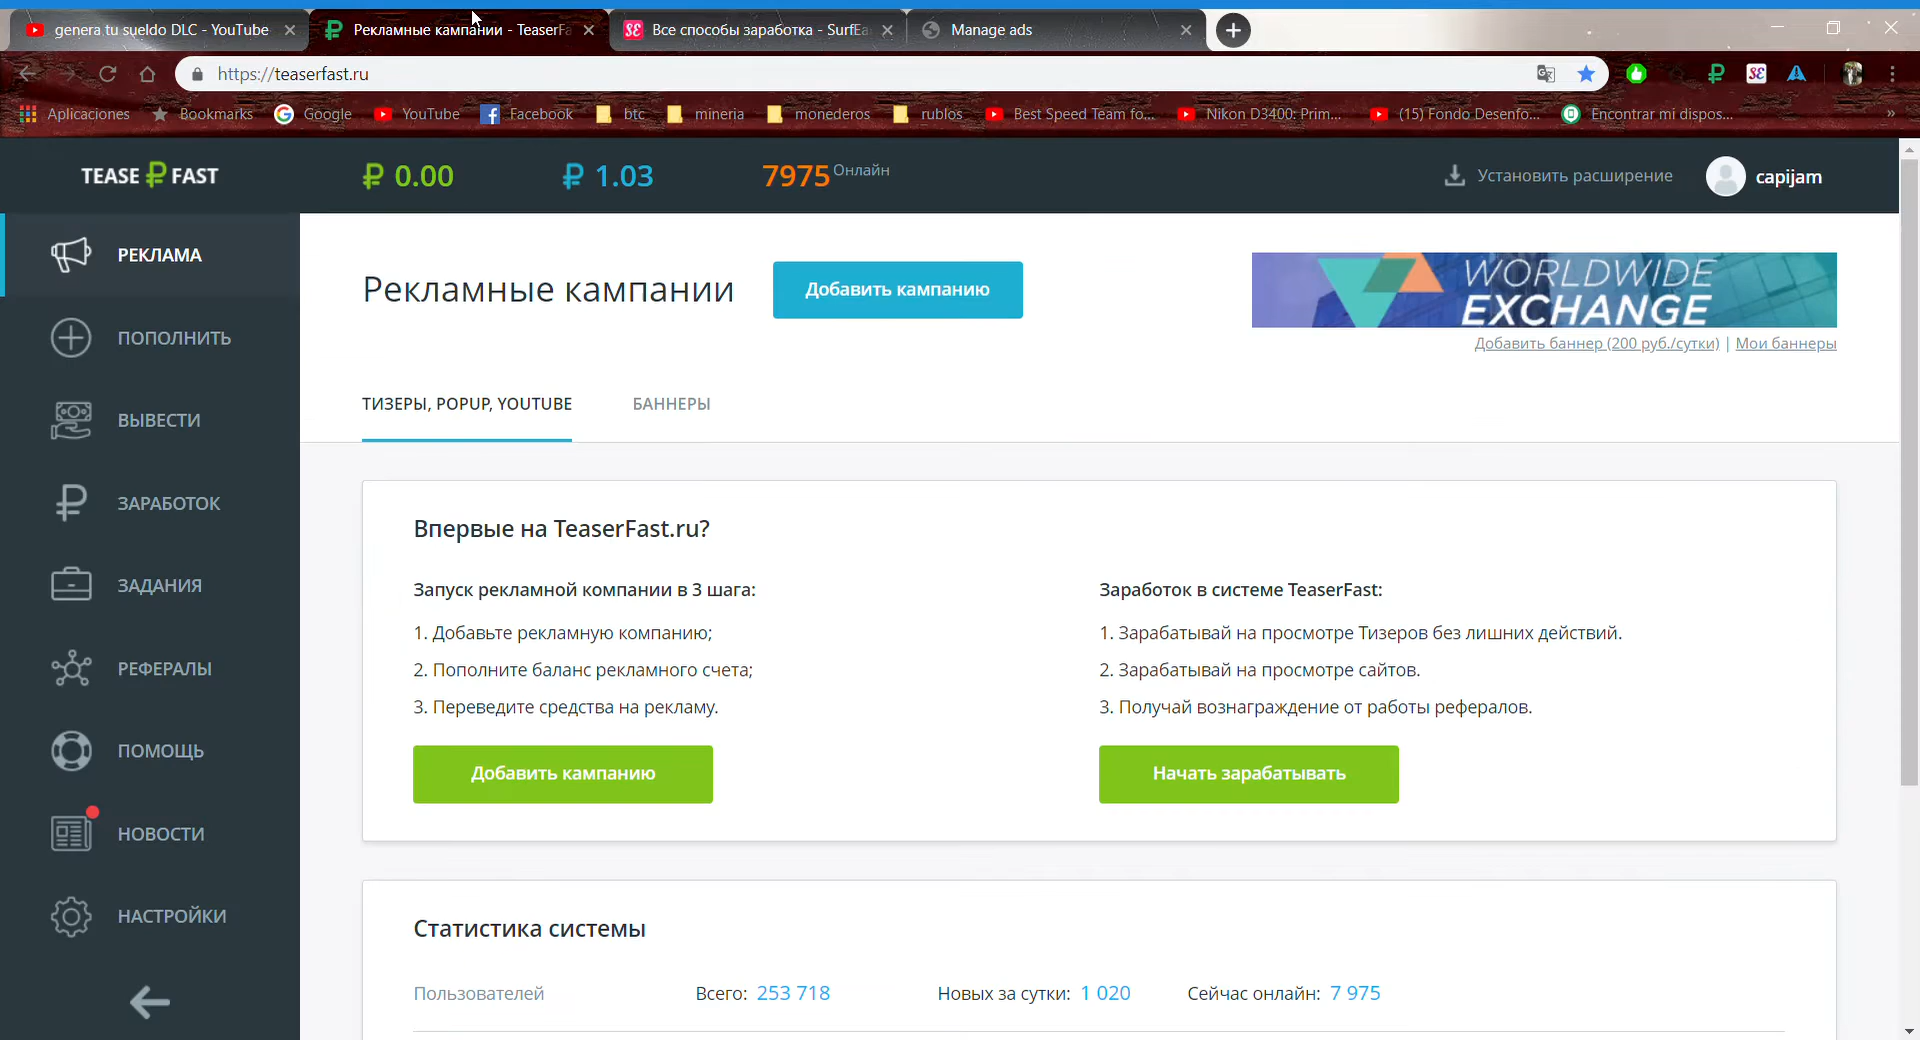 genera tu sueldo DLC - YouTube
Рекламные кампании - TeaserFa
Все способы заработка - SurfEa
Manage ads
https://teaserfast.ru
Aplicaciones
Bookmarks
Google
YouTube
Facebook
btc
mineria
monederos
rublos
Best Speed Team fo...
Nikon D3400: Prim...
(15) Fondo Desenfo...
Encontrar mi dispos...
»
TEASE₽FAST
₽ 0.00
₽ 1.03
7975 Онлайн
Установить расширение
capijam
РЕКЛАМА
ПОПОЛНИТЬ
ВЫВЕСТИ
ЗАРАБОТОК
ЗАДАНИЯ
РЕФЕРАЛЫ
ПОМОЩЬ
НОВОСТИ
НАСТРОЙКИ
Рекламные кампании
Добавить кампанию
WORLDWIDE
EXCHANGE
Добавить баннер (200 руб./сутки) | Мои баннеры
ТИЗЕРЫ, POPUP, YOUTUBE
БАННЕРЫ
Впервые на TeaserFast.ru?
Запуск рекламной компании в 3 шага:
1. Добавьте рекламную компанию;
2. Пополните баланс рекламного счета;
3. Переведите средства на рекламу.
Добавить кампанию
Заработок в системе TeaserFast:
1. Зарабатывай на просмотре Тизеров без лишних действий.
2. Зарабатывай на просмотре сайтов.
3. Получай вознаграждение от работы рефералов.
Начать зарабатывать
Статистика системы
Пользователей
Всего: 253 718
Новых за сутки: 1 020
Сейчас онлайн: 7 975